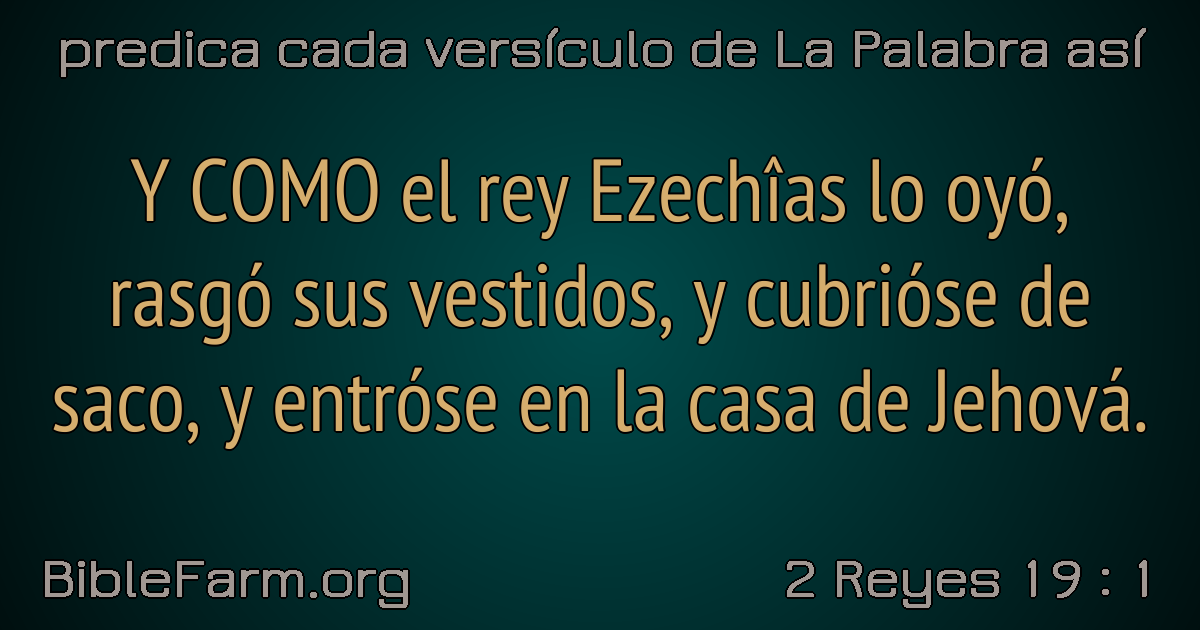 predica cada versículo de La Palabra así
Y COMO el rey Ezechîas lo oyó,
rasgó sus vestidos, y cubrióse de
saco, y entróse en la casa de Jehová.
BibleFarm.org
2 Reyes 19 : 1